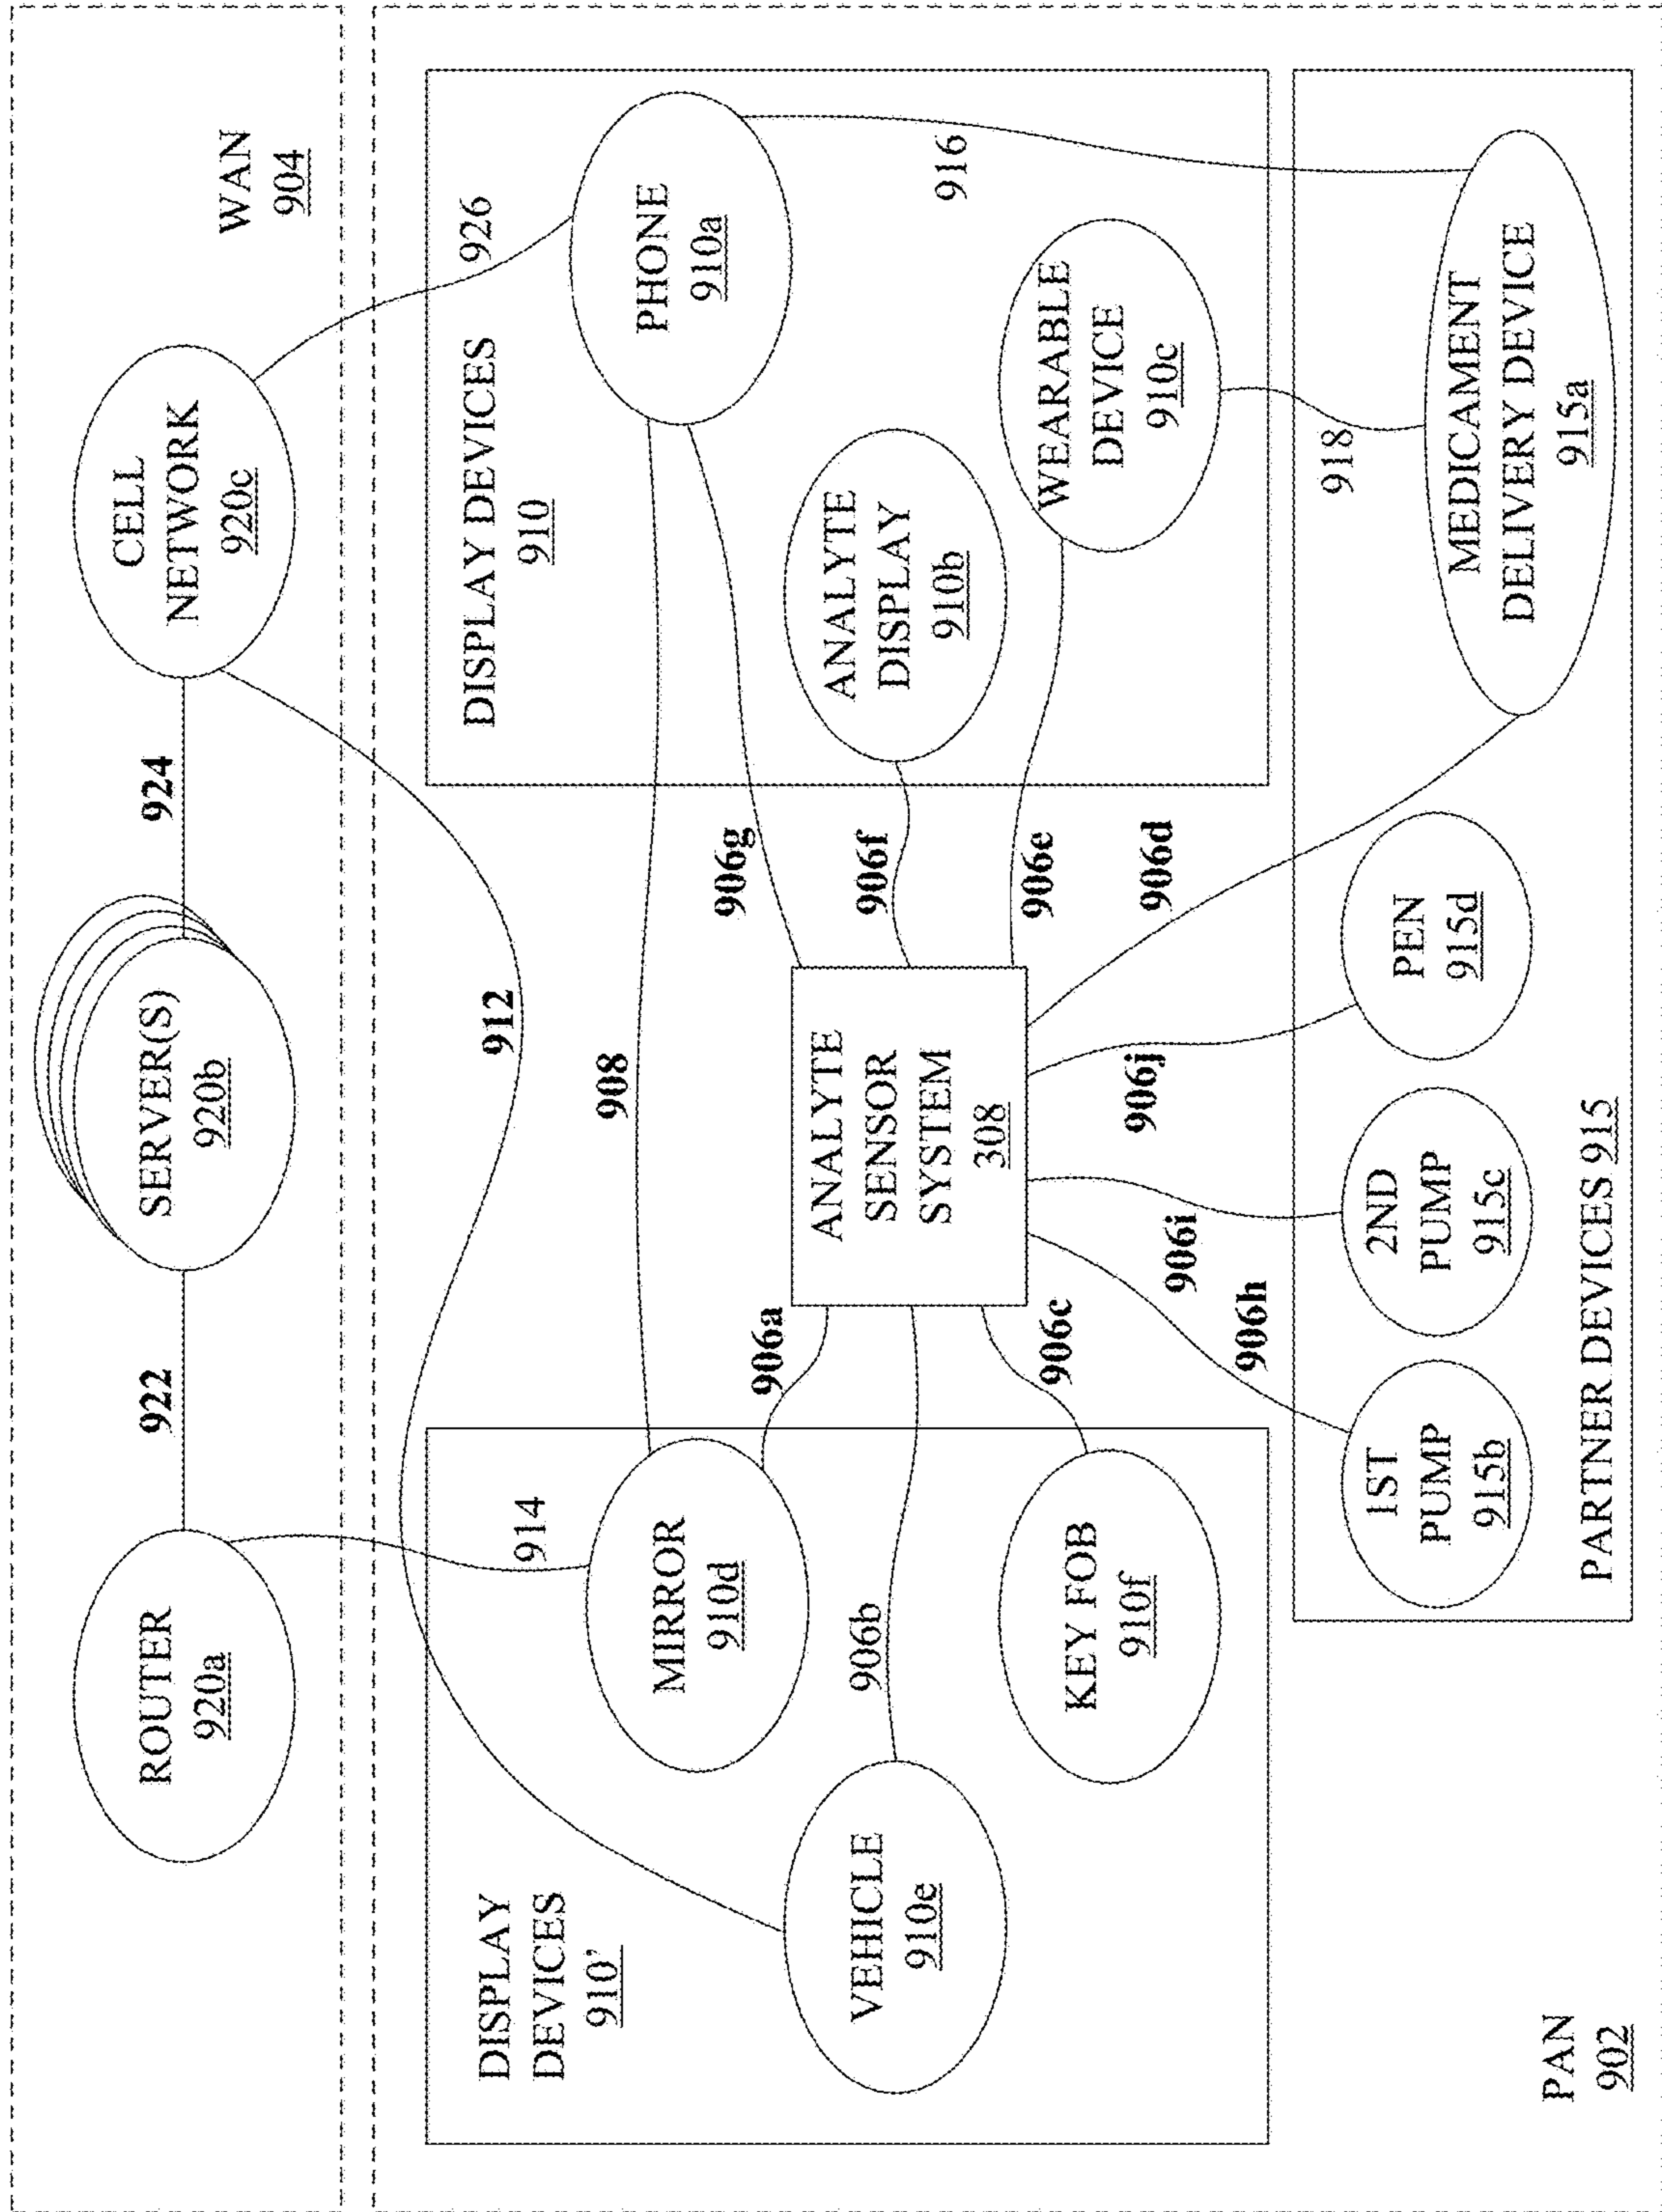 WAN
904
ROUTER
920a
922
SERVER(S)
920b
924
CELL
NETWORK
920c
912
914
926
DISPLAY
DEVICES
910'
MIRROR
910d
VEHICLE
910e
KEY FOB
910f
908
906a
906b
906c
ANALYTE
SENSOR
SYSTEM
308
906g
906f
906e
906d
906j
906i
906h
DISPLAY DEVICES
910
PHONE
910a
ANALYTE
DISPLAY
910b
WEARABLE
DEVICE
910c
916
918
1ST
PUMP
915b
2ND
PUMP
915c
PEN
915d
MEDICAMENT
DELIVERY DEVICE
915a
PARTNER DEVICES 915
PAN
902